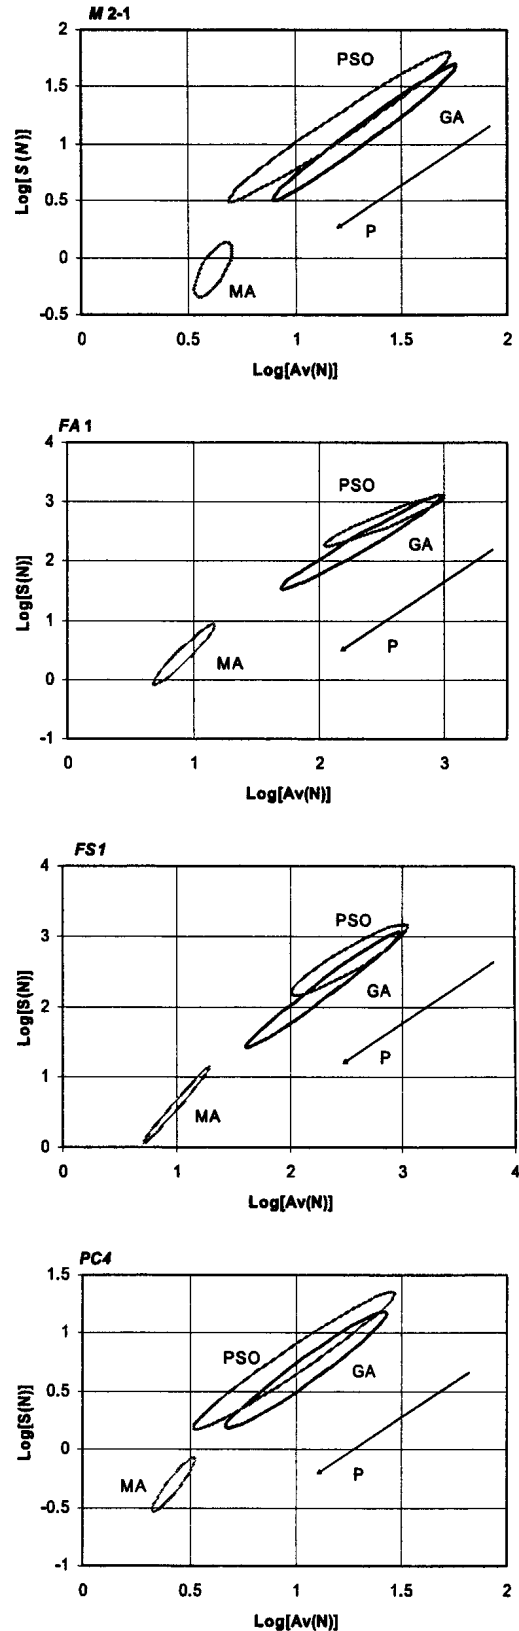 M 2-1
2
1.5
1
0.5
0
-0.5
Log[S(N)]
PSO
GA
P
MA
0 0.5 1 1.5 2
Log[Av(N)]
FA 1
4
3
2
1
0
-1
Log[S(N)]
PSO
GA
P
MA
0 1 2 3
Log[Av(N)]
FS1
4
3
2
1
0
Log[S(N)]
PSO
GA
P
MA
0 1 2 3 4
Log[Av(N)]
PC4
1.5
1
0.5
0
-0.5
-1
Log[S(N)]
PSO
GA
P
MA
0 0.5 1 1.5 2
Log[Av(N)]